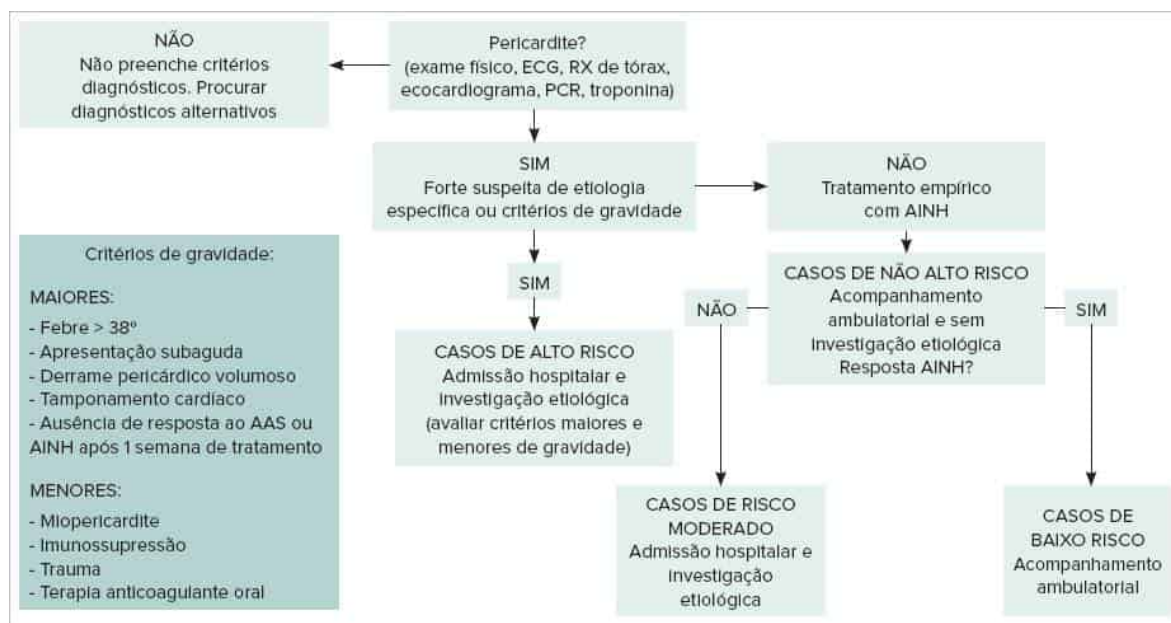 NÃO
Não preenche critérios
diagnósticos. Procurar
diagnósticos alternativos
Pericardite?
(exame físico, ECG, RX de tórax,
ecocardiograma, PCR, troponina)
SIM
Forte suspeita de etiologia
específica ou critérios de gravidade
NÃO
Tratamento empírico
com AINH
Critérios de gravidade:
MAIORES:
- Febre > 38º
- Apresentação subaguda
- Derrame pericárdico volumoso
- Tamponamento cardíaco
- Ausência de resposta ao AAS ou
AINH após 1 semana de tratamento
MENORES:
- Miopericardite
- Imunossupressão
- Trauma
- Terapia anticoagulante oral
SIM
CASOS DE ALTO RISCO
Admissão hospitalar e
investigação etiológica
(avaliar critérios maiores e
menores de gravidade)
NÃO
CASOS DE NÃO ALTO RISCO
Acompanhamento
ambulatorial e sem
investigação etiológica
Resposta AINH?
SIM
CASOS DE RISCO
MODERADO
Admissão hospitalar e
investigação
etiológica
CASOS DE
BAIXO RISCO
Acompanhamento
ambulatorial